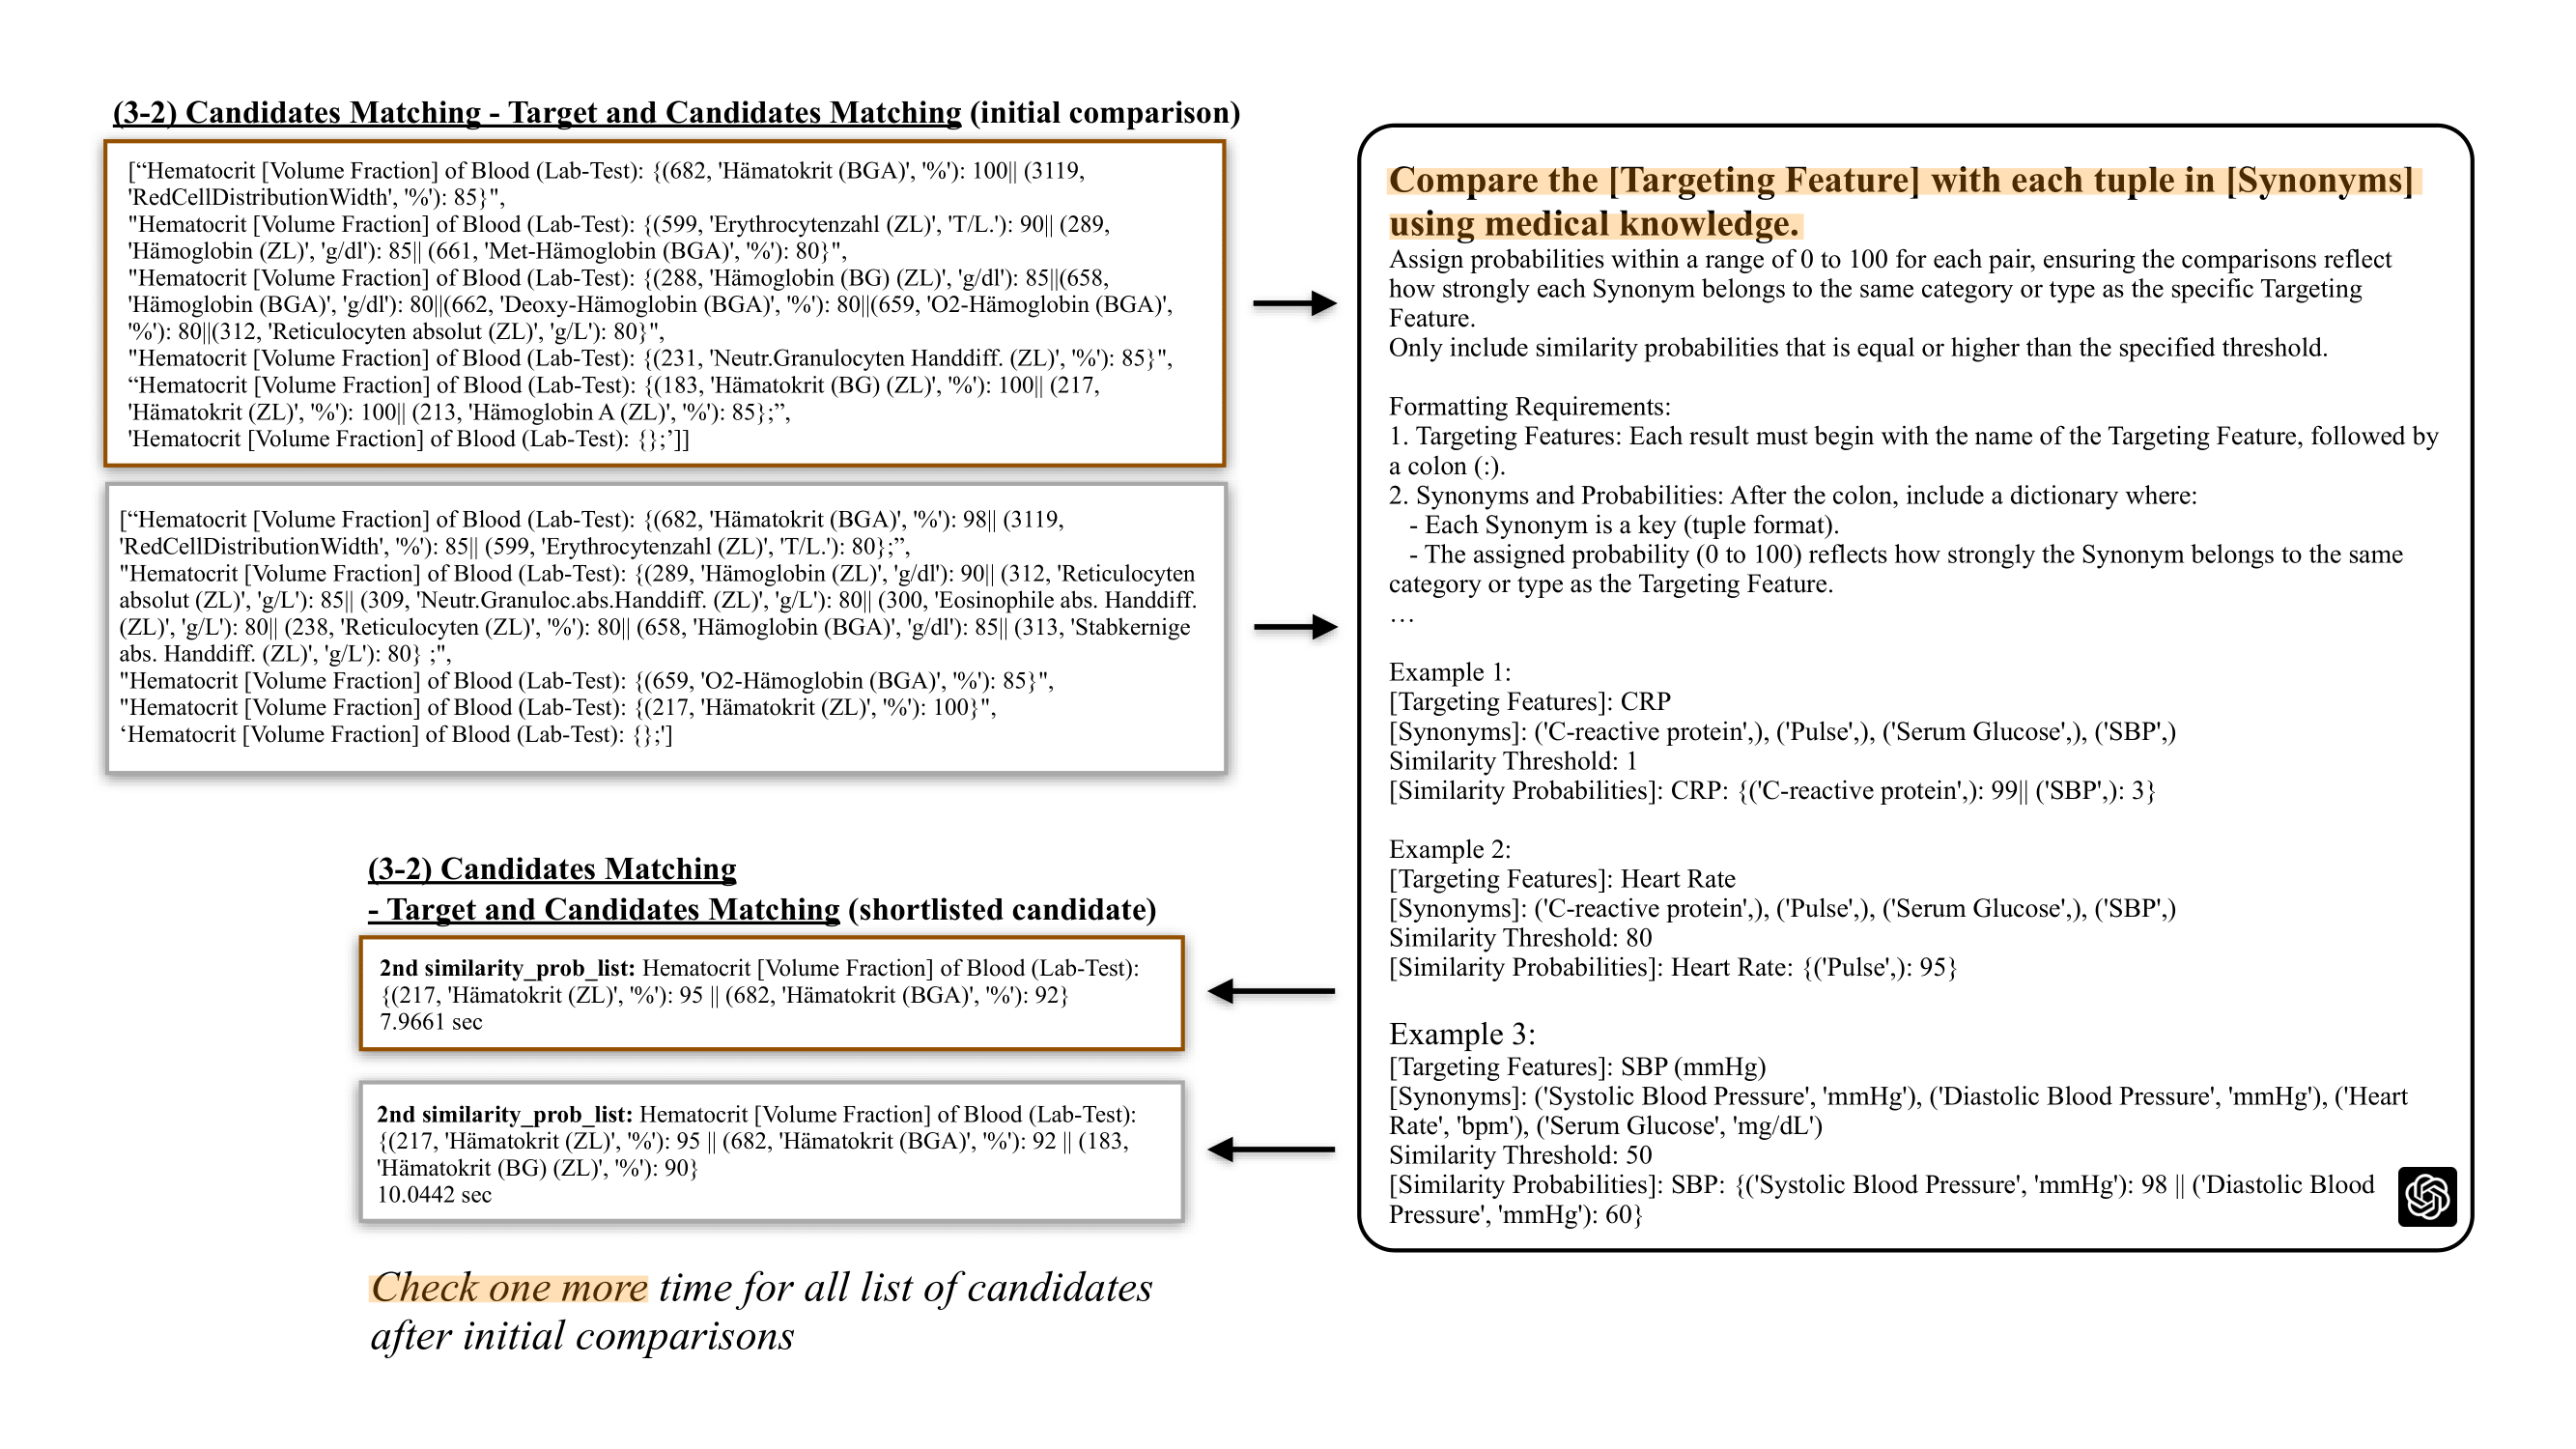 (3-2) Candidates Matching - Target and Candidates Matching (initial comparison)
[“Hematocrit [Volume Fraction] of Blood (Lab-Test): {(682, 'Hämatokrit (BGA)', '%'): 100|| (3119,
'RedCellDistributionWidth', '%'): 85}",
"Hematocrit [Volume Fraction] of Blood (Lab-Test): {(599, 'Erythrocytenzahl (ZL)', 'T/L.'): 90|| (289,
'Hämoglobin (ZL)', 'g/dl'): 85|| (661, 'Met-Hämoglobin (BGA)', '%'): 80}",
"Hematocrit [Volume Fraction] of Blood (Lab-Test): {(288, 'Hämoglobin (BG) (ZL)', 'g/dl'): 85||(658,
'Hämoglobin (BGA)', 'g/dl'): 80||(662, 'Deoxy-Hämoglobin (BGA)', '%'): 80||(659, 'O2-Hämoglobin (BGA)',
'%'): 80||(312, 'Reticulocyten absolut (ZL)', 'g/L'): 80}",
"Hematocrit [Volume Fraction] of Blood (Lab-Test): {(231, 'Neutr.Granulocyten Handdiff. (ZL)', '%'): 85}",
“Hematocrit [Volume Fraction] of Blood (Lab-Test): {(183, 'Hämatokrit (BG) (ZL)', '%'): 100|| (217,
'Hämatokrit (ZL)', '%'): 100|| (213, 'Hämoglobin A (ZL)', '%'): 85};”,
'Hematocrit [Volume Fraction] of Blood (Lab-Test): {};’]]
[“Hematocrit [Volume Fraction] of Blood (Lab-Test): {(682, 'Hämatokrit (BGA)', '%'): 98|| (3119,
'RedCellDistributionWidth', '%'): 85|| (599, 'Erythrocytenzahl (ZL)', 'T/L.'): 80};”,
"Hematocrit [Volume Fraction] of Blood (Lab-Test): {(289, 'Hämoglobin (ZL)', 'g/dl'): 90|| (312, 'Reticulocyten
absolut (ZL)', 'g/L'): 85|| (309, 'Neutr.Granuloc.abs.Handdiff. (ZL)', 'g/L'): 80|| (300, 'Eosinophile abs. Handdiff.
(ZL)', 'g/L'): 80|| (238, 'Reticulocyten (ZL)', '%'): 80|| (658, 'Hämoglobin (BGA)', 'g/dl'): 85|| (313, 'Stabkernige
abs. Handdiff. (ZL)', 'g/L'): 80} ;",
"Hematocrit [Volume Fraction] of Blood (Lab-Test): {(659, 'O2-Hämoglobin (BGA)', '%'): 85}",
"Hematocrit [Volume Fraction] of Blood (Lab-Test): {(217, 'Hämatokrit (ZL)', '%'): 100}",
‘Hematocrit [Volume Fraction] of Blood (Lab-Test): {};']
Compare the [Targeting Feature] with each tuple in [Synonyms]
using medical knowledge.
Assign probabilities within a range of 0 to 100 for each pair, ensuring the comparisons reflect
how strongly each Synonym belongs to the same category or type as the specific Targeting
Feature.
Only include similarity probabilities that is equal or higher than the specified threshold.
Formatting Requirements:
1. Targeting Features: Each result must begin with the name of the Targeting Feature, followed by
a colon (:).
2. Synonyms and Probabilities: After the colon, include a dictionary where:
- Each Synonym is a key (tuple format).
- The assigned probability (0 to 100) reflects how strongly the Synonym belongs to the same
category or type as the Targeting Feature.
…
Example 1:
[Targeting Features]: CRP
[Synonyms]: ('C-reactive protein',), ('Pulse',), ('Serum Glucose',), ('SBP',)
Similarity Threshold: 1
[Similarity Probabilities]: CRP: {('C-reactive protein',): 99|| ('SBP',): 3}
Example 2:
[Targeting Features]: Heart Rate
[Synonyms]: ('C-reactive protein',), ('Pulse',), ('Serum Glucose',), ('SBP',)
Similarity Threshold: 80
[Similarity Probabilities]: Heart Rate: {('Pulse',): 95}
Example 3:
[Targeting Features]: SBP (mmHg)
[Synonyms]: ('Systolic Blood Pressure', 'mmHg'), ('Diastolic Blood Pressure', 'mmHg'), ('Heart
Rate', 'bpm'), ('Serum Glucose', 'mg/dL')
Similarity Threshold: 50
[Similarity Probabilities]: SBP: {('Systolic Blood Pressure', 'mmHg'): 98 || ('Diastolic Blood
Pressure', 'mmHg'): 60}
(3-2) Candidates Matching
- Target and Candidates Matching (shortlisted candidate)
2nd similarity_prob_list: Hematocrit [Volume Fraction] of Blood (Lab-Test):
{(217, 'Hämatokrit (ZL)', '%'): 95 || (682, 'Hämatokrit (BGA)', '%'): 92}
7.9661 sec
2nd similarity_prob_list: Hematocrit [Volume Fraction] of Blood (Lab-Test):
{(217, 'Hämatokrit (ZL)', '%'): 95 || (682, 'Hämatokrit (BGA)', '%'): 92 || (183,
'Hämatokrit (BG) (ZL)', '%'): 90}
10.0442 sec
Check one more time for all list of candidates
after initial comparisons